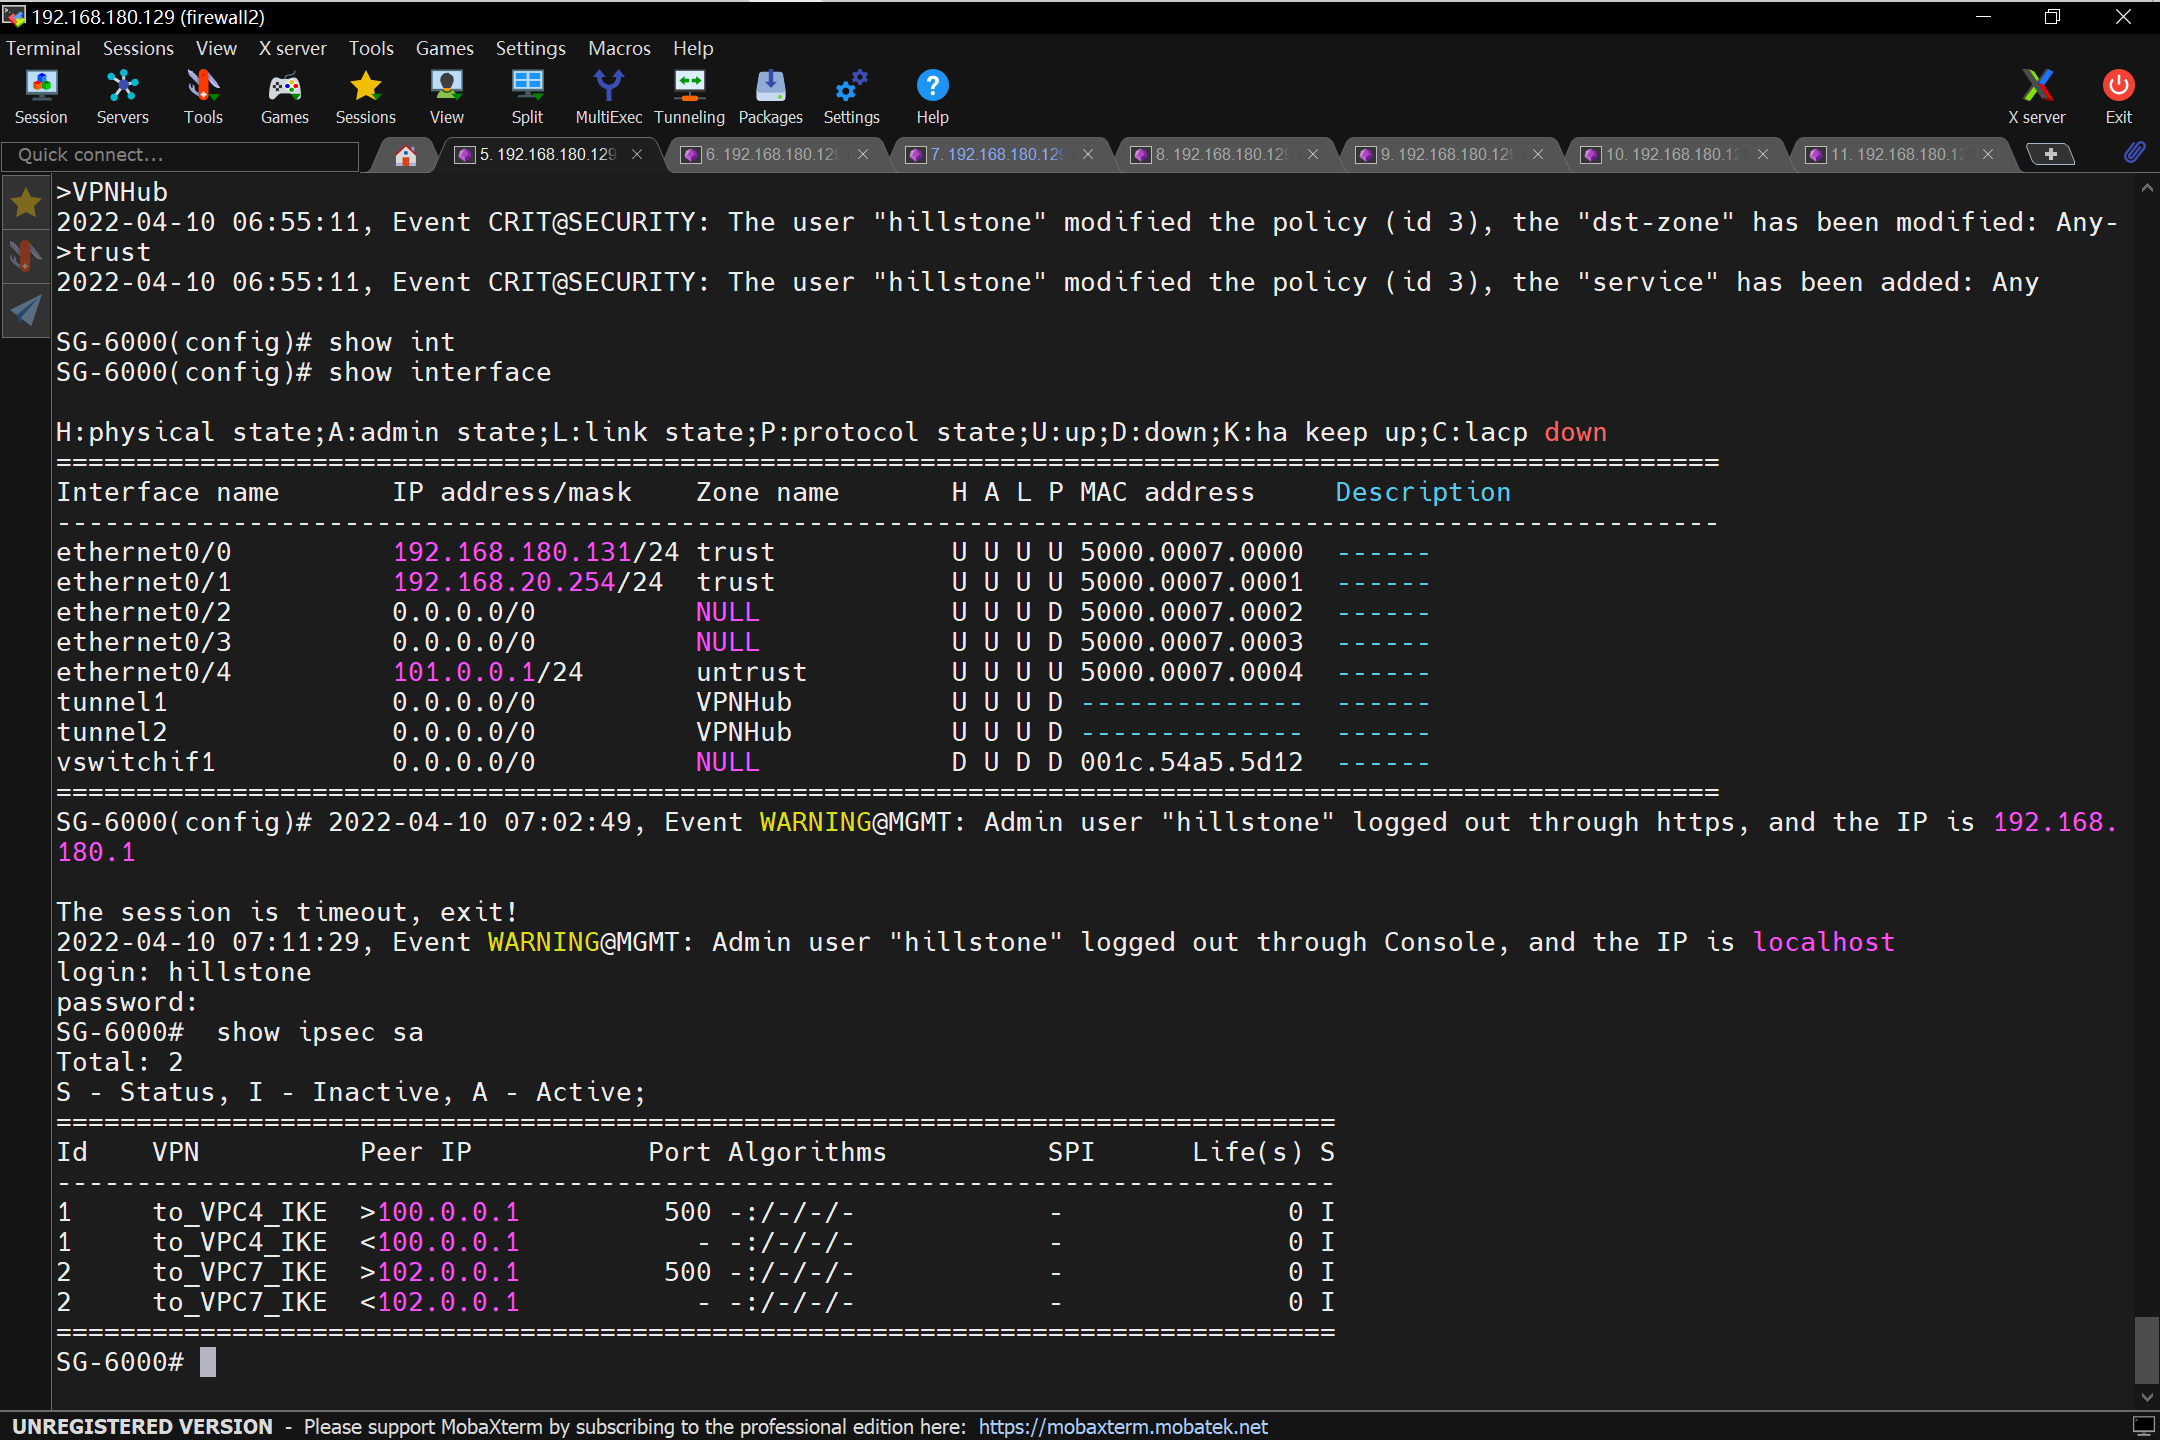 192.168.180.129 (firewall2)
Terminal Sessions View X server Tools Games Settings Macros Help
Session Servers Tools Games Sessions View Split MultiExec Tunneling Packages Settings Help X server Exit
Quick connect... 5. 192.168.180.129 6. 192.168.180.129 7. 192.168.180.129 8. 192.168.180.129 9. 192.168.180.129 10. 192.168.180.1 11. 192.168.180.1
>VPNHub
2022-04-10 06:55:11, Event CRIT@SECURITY: The user "hillstone" modified the policy (id 3), the "dst-zone" has been modified: Any-
>trust
2022-04-10 06:55:11, Event CRIT@SECURITY: The user "hillstone" modified the policy (id 3), the "service" has been added: Any
SG-6000(config)# show int
SG-6000(config)# show interface
H:physical state;A:admin state;L:link state;P:protocol state;U:up;D:down;K:ha keep up;C:lacp down
=======================================================================================================
Interface name IP address/mask Zone name H A L P MAC address Description
-------------------------------------------------------------------------------------------------------
ethernet0/0 192.168.180.131/24 trust U U U U 5000.0007.0000 ------
ethernet0/1 192.168.20.254/24 trust U U U U 5000.0007.0001 ------
ethernet0/2 0.0.0.0/0 NULL U U U D 5000.0007.0002 ------
ethernet0/3 0.0.0.0/0 NULL U U U D 5000.0007.0003 ------
ethernet0/4 101.0.0.1/24 untrust U U U U 5000.0007.0004 ------
tunnel1 0.0.0.0/0 VPNHub U U U D -------------- ------
tunnel2 0.0.0.0/0 VPNHub U U U D -------------- ------
vswitchif1 0.0.0.0/0 NULL D U D D 001c.54a5.5d12 ------
=======================================================================================================
SG-6000(config)# 2022-04-10 07:02:49, Event WARNING@MGMT: Admin user "hillstone" logged out through https, and the IP is 192.168.
180.1
The session is timeout, exit!
2022-04-10 07:11:29, Event WARNING@MGMT: Admin user "hillstone" logged out through Console, and the IP is localhost
login: hillstone
password:
SG-6000#  show ipsec sa
Total: 2
S - Status, I - Inactive, A - Active;
================================================================================
Id VPN Peer IP Port Algorithms SPI Life(s) S
--------------------------------------------------------------------------------
1 to_VPC4_IKE >100.0.0.1 500 -:/-/-/- - 0 I
1 to_VPC4_IKE <100.0.0.1 - -:/-/-/- - 0 I
2 to_VPC7_IKE >102.0.0.1 500 -:/-/-/- - 0 I
2 to_VPC7_IKE <102.0.0.1 - -:/-/-/- - 0 I
================================================================================
SG-6000#
UNREGISTERED VERSION - Please support MobaXterm by subscribing to the professional edition here: https://mobaxterm.mobatek.net